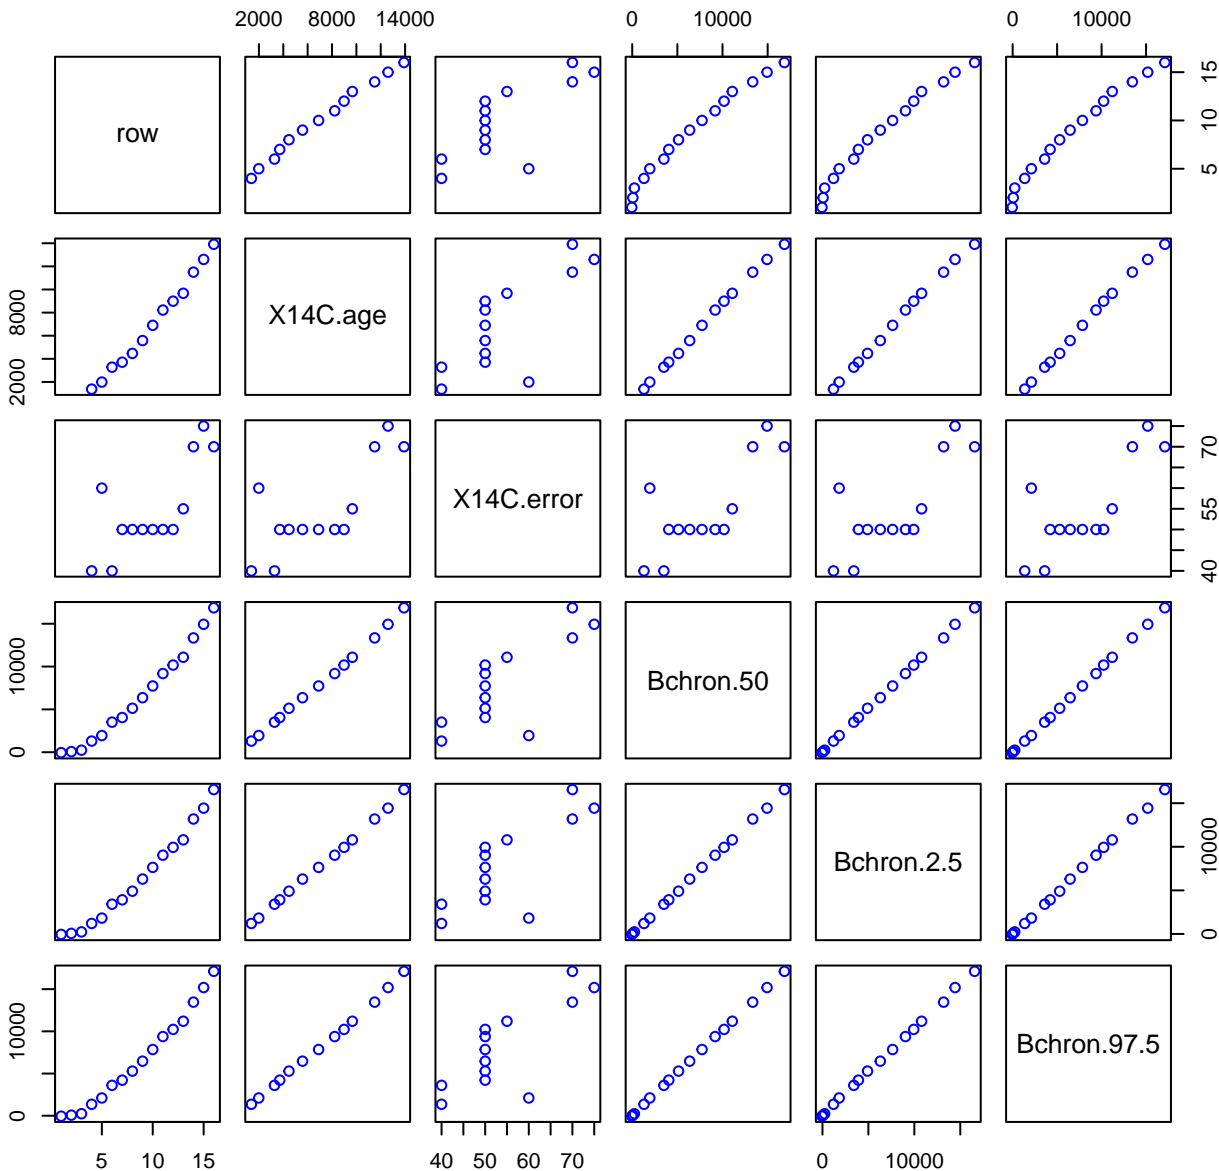 2000 8000 14000 0 10000 0 10000
row 5 10 15
2000 8000 X14C.age
X14C.error 40 55 70
0 10000 Bchron.50
Bchron.2.5 0 10000
0 10000 Bchron.97.5
5 10 15 40 50 60 70 0 10000